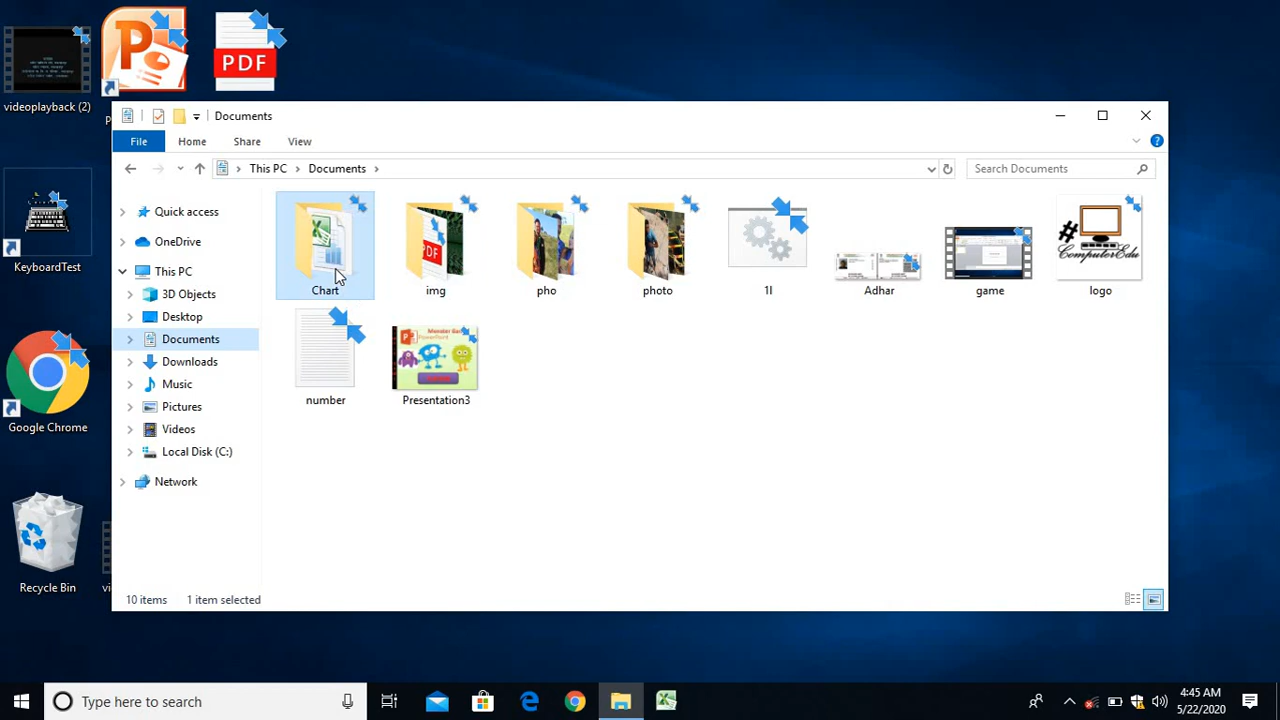 videoplayback (2)
PDF
Documents
File
Home
Share
View
This PC
Documents
Search Documents
Quick access
OneDrive
This PC
3D Objects
Desktop
Documents
Downloads
Music
Pictures
Videos
Local Disk (C:)
Network
KeyboardTest
Google Chrome
Recycle Bin
PDF
Chart
img
pho
photo
1l
Adhar
game
# ComputerEdu
logo
number
PowerPoint
Presentation3
10 items
1 item selected
Type here to search
4:45 AM
5/22/2020